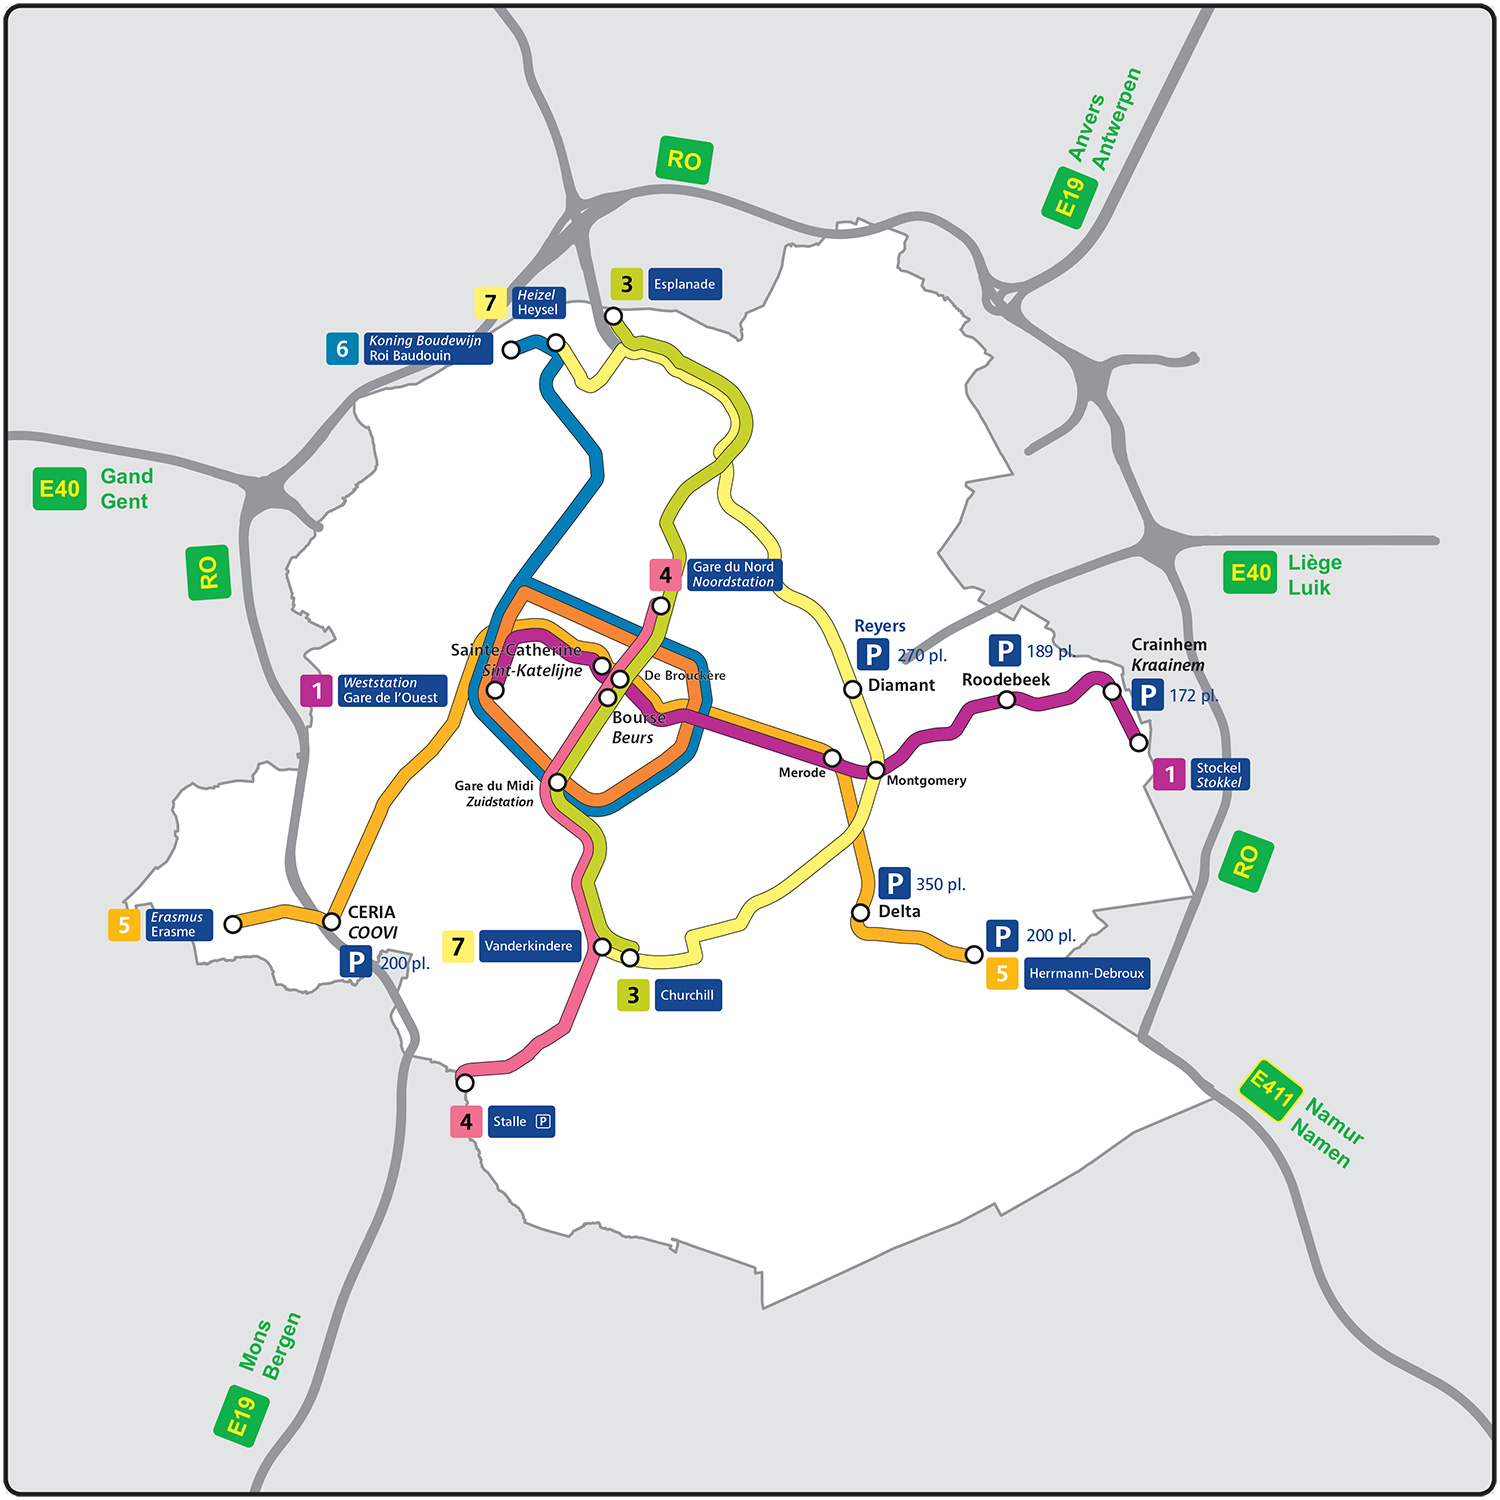 RO
E19
Anvers
Antwerpen
3
Esplanade
7
Heizel
Heysel
6
Koning Boudewijn
Roi Baudouin
E40
Gand
Gent
RO
4
Gare du Nord
Noordstation
E40
Liège
Luik
Reyers
P
270 pl.
Diamant
P
189 pl.
Roodebeek
Crainhem
Kraainem
P
172 pl.
Sainte-Catherine
Sint-Katelijne
De Brouckère
1
Weststation
Gare de l'Ouest
Bourse
Beurs
Merode
Montgomery
1
Stockel
Stokkel
Gare du Midi
Zuidstation
RO
P
350 pl.
Delta
5
Erasmus
Erasme
CERIA
COOVI
P
200 pl.
7
Vanderkindere
P
200 pl.
5
Herrmann-Debroux
3
Churchill
4
Stalle P
E411
Namur
Namen
E19
Mons
Bergen